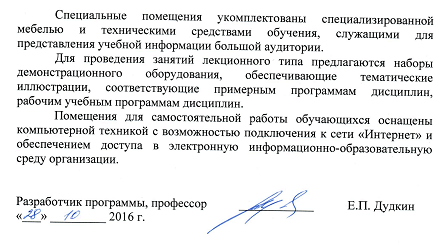 Специальные помещения укомплектованы специализированной
мебелью и техническими средствами обучения, служащими для
представления учебной информации большой аудитории.
Для проведения занятий лекционного типа предлагаются наборы
демонстрационного оборудования, обеспечивающие тематические
иллюстрации, соответствующие примерным программам дисциплин,
рабочим учебным программам дисциплин.
Помещения для самостоятельной работы обучающихся оснащены
компьютерной техникой с возможностью подключения к сети «Интернет» и
обеспечением доступа в электронную информационно-образовательную
среду организации.
Разработчик программы, профессор Е.П. Дудкин
«28» 10 2016 г.